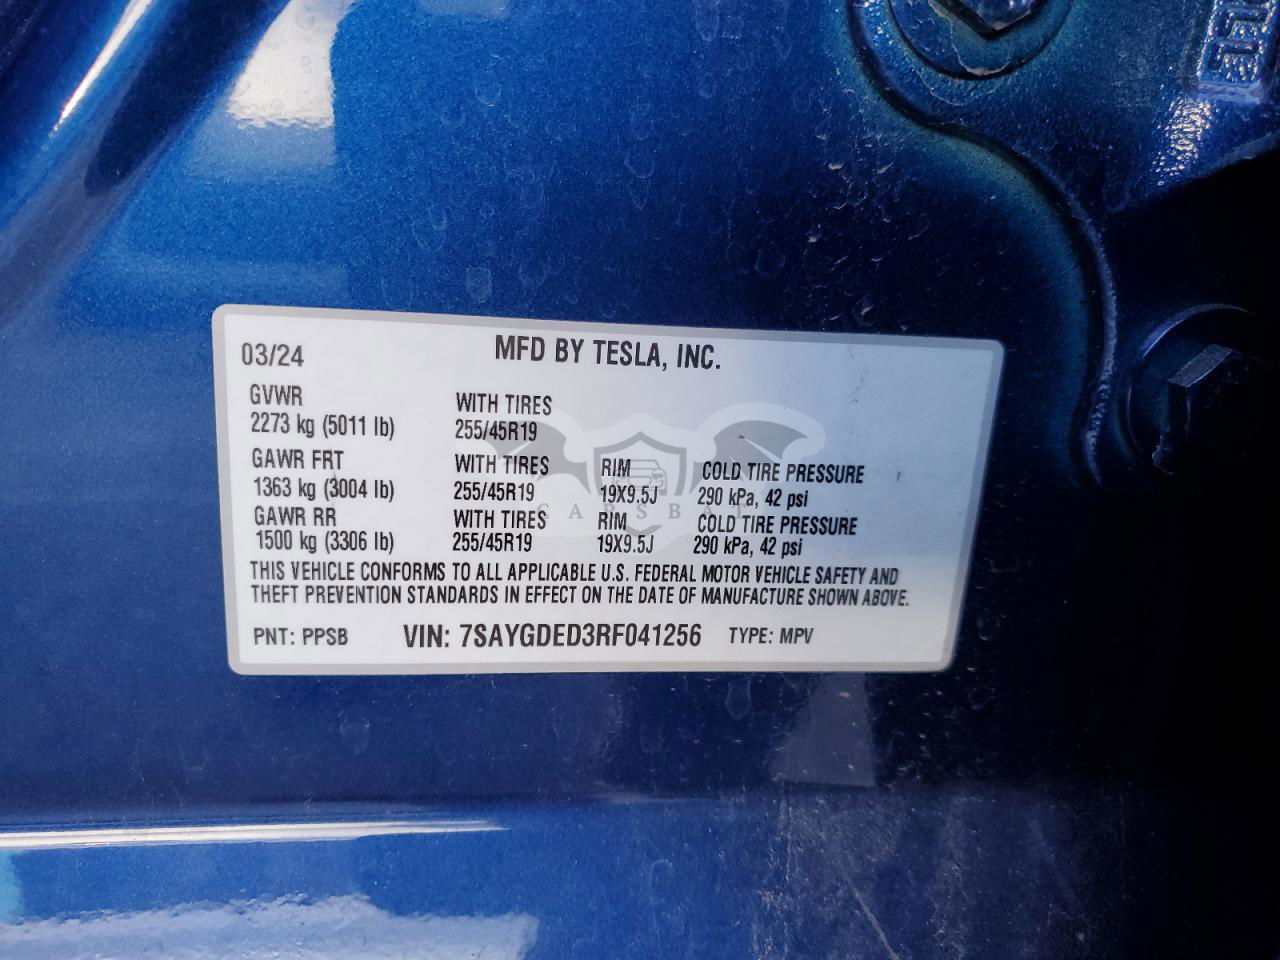 03/24 MFD BY TESLA, INC.
GVWR
2273 kg (5011 lb)
WITH TIRES
255/45R19
GAWR FRT
1363 kg (3004 lb)
WITH TIRES
255/45R19
RIM
19X9.5J
COLD TIRE PRESSURE
290 kPa, 42 psi
GAWR RR
1500 kg (3306 lb)
WITH TIRES
255/45R19
RIM
19X9.5J
COLD TIRE PRESSURE
290 kPa, 42 psi
THIS VEHICLE CONFORMS TO ALL APPLICABLE U.S. FEDERAL MOTOR VEHICLE SAFETY AND
THEFT PREVENTION STANDARDS IN EFFECT ON THE DATE OF MANUFACTURE SHOWN ABOVE.
PNT: PPSB VIN: 7SAYGDED3RF041256 TYPE: MPV